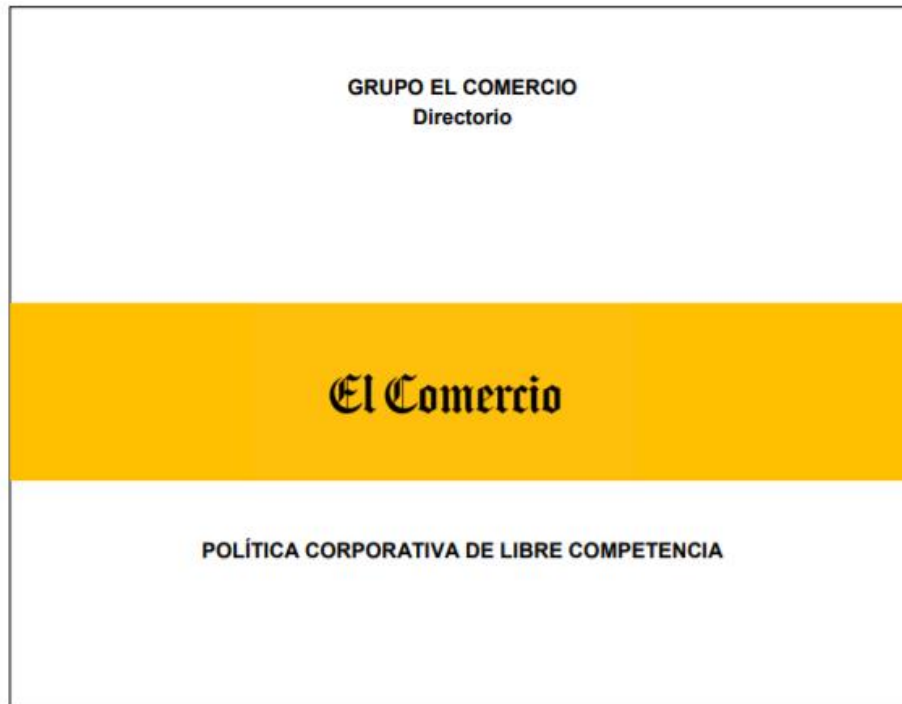 GRUPO EL COMERCIO
Directorio
El Comercio
POLÍTICA CORPORATIVA DE LIBRE COMPETENCIA